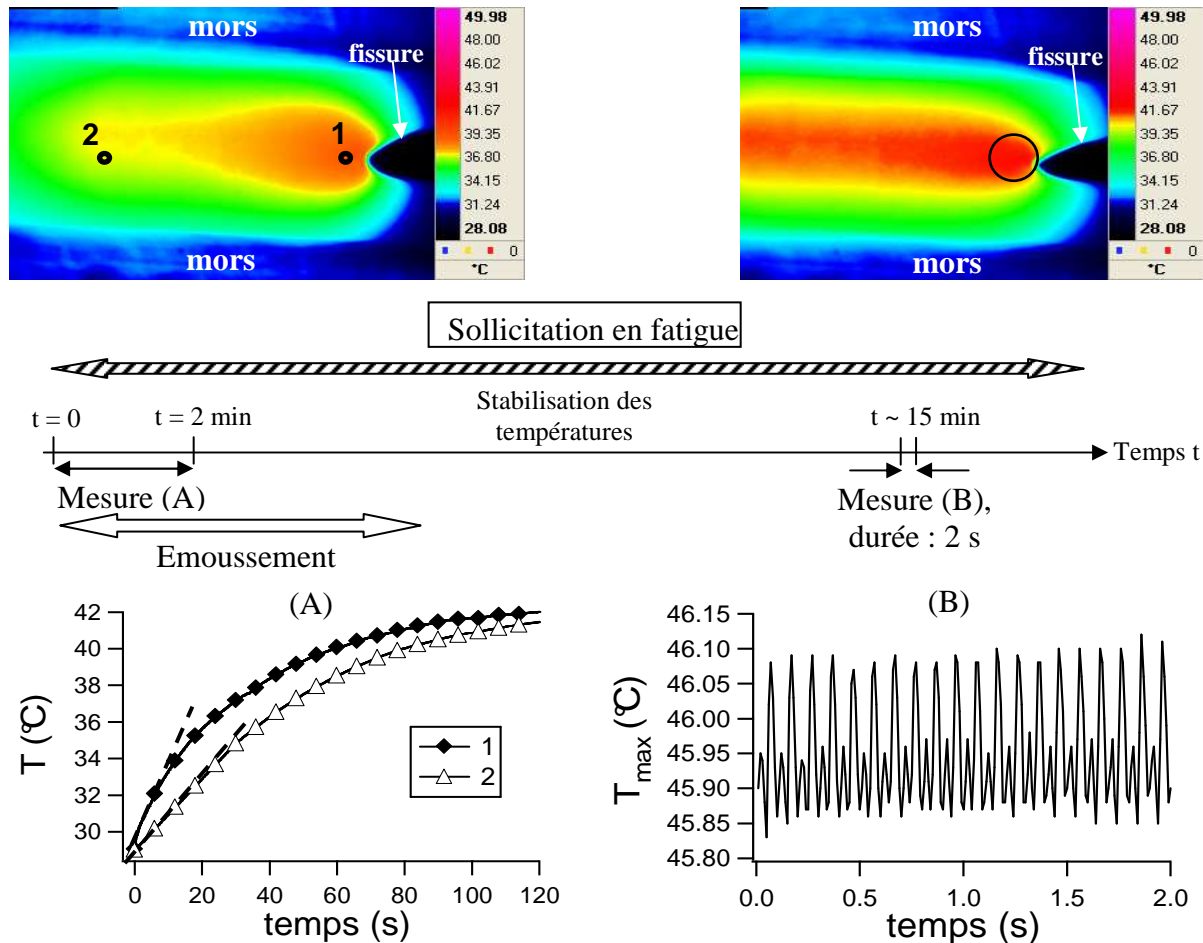 mors
fissure
2
1
mors
49.98
48.00
46.02
43.91
41.67
39.35
36.80
34.15
31.24
28.08
0
°C
mors
fissure
mors
49.98
48.00
46.02
43.91
41.67
39.35
36.80
34.15
31.24
28.08
0
°C
Sollicitation en fatigue
t = 0
t = 2 min
Stabilisation des
températures
t ~ 15 min
Temps t
Mesure (A)
Mesure (B),
durée : 2 s
Emoussement
(A)
T (°C)
42
40
38
36
34
32
30
1
2
0 20 40 60 80 100 120
temps (s)
(B)
Tmax (°C)
46.15
46.10
46.05
46.00
45.95
45.90
45.85
45.80
0.0 0.5 1.0 1.5 2.0
temps (s)